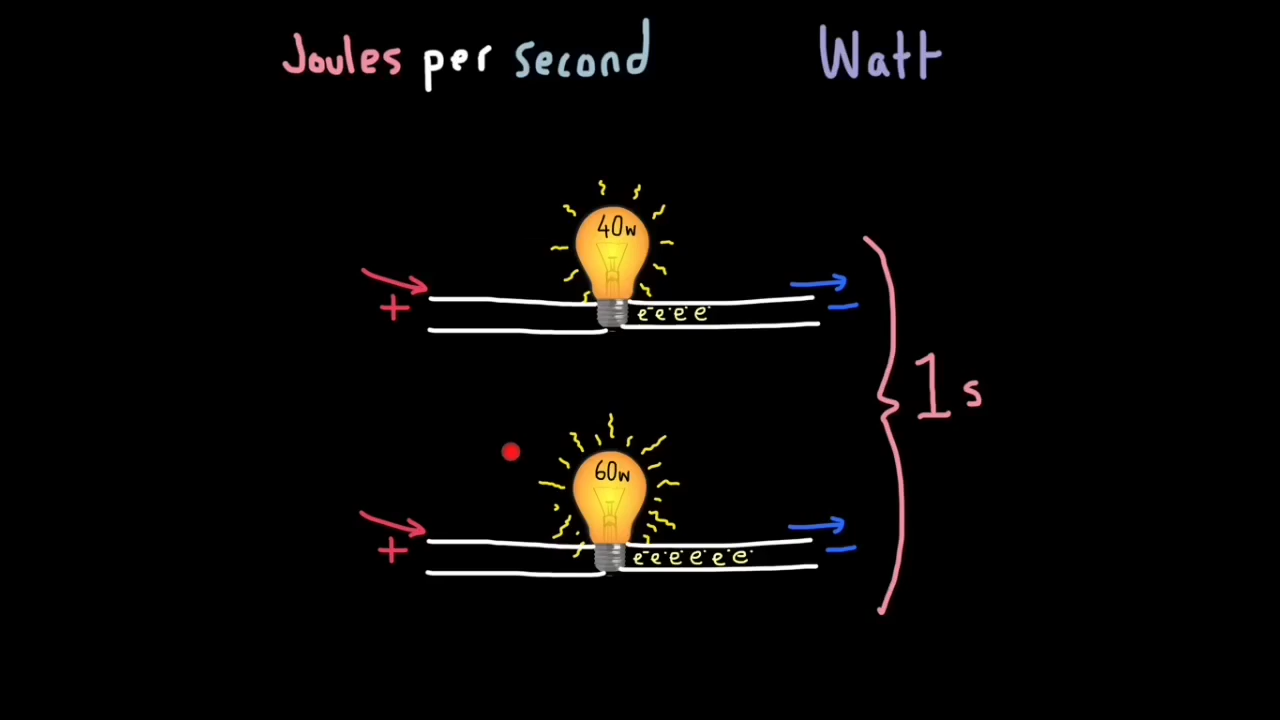 Joules per second Watt
40w
+ e⁻ e⁻ e⁻ e⁻ −
1s
60w
+ e⁻ e⁻ e⁻ e⁻ e⁻ e⁻ −